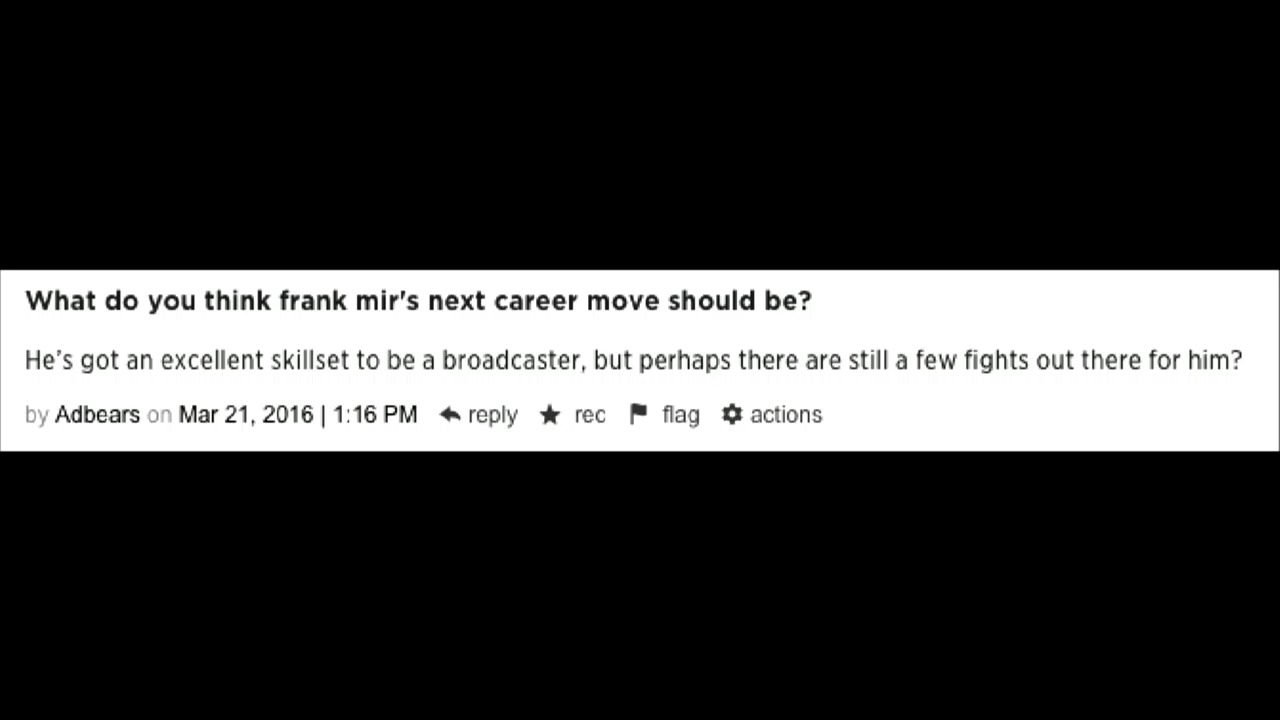 What do you think frank mir's next career move should be?
He's got an excellent skillset to be a broadcaster, but perhaps there are still a few fights out there for him?
by Adbears on Mar 21, 2016 | 1:16 PM reply rec flag actions